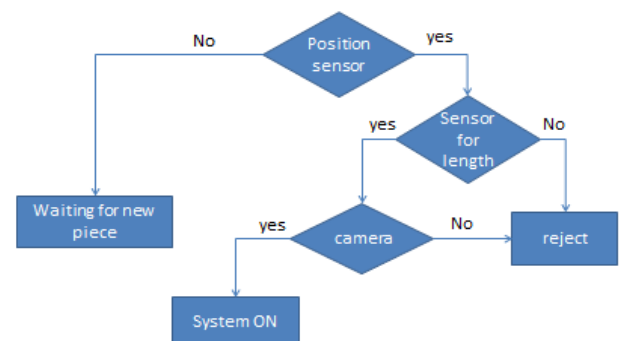 No
Position
sensor
yes
yes
Sensor
for
length
No
Waiting for new
piece
yes
camera
No
reject
System ON